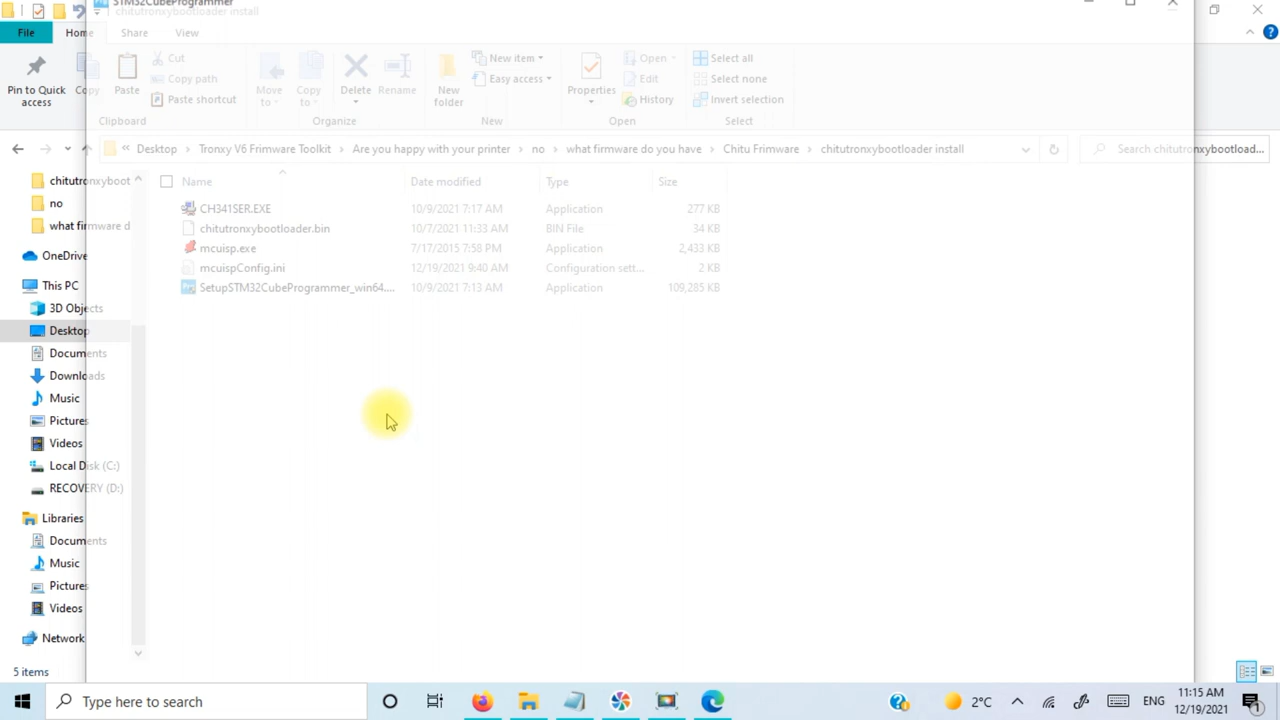 STM32CubeProgrammer
chitutronxybootloader install
File Home Share View
Pin to Quick access
Copy
Paste
Cut
Copy path
Paste shortcut
Clipboard
Move to
Copy to
Delete
Rename
Organize
New folder
New item
Easy access
New
Properties
Open
Edit
History
Open
Select all
Select none
Invert selection
Select
« Desktop › Tronxy V6 Frimware Toolkit › Are you happy with your printer › no › what firmware do you have › Chitu Frimware › chitutronxybootloader install
Search chitutronxybootload...
chitutronxyboot
no
what firmware d
OneDrive
This PC
3D Objects
Desktop
Documents
Downloads
Music
Pictures
Videos
Local Disk (C:)
RECOVERY (D:)
Libraries
Documents
Music
Pictures
Videos
Network
Name Date modified Type Size
CH341SER.EXE 10/9/2021 7:17 AM Application 277 KB
chitutronxybootloader.bin 10/7/2021 11:33 AM BIN File 34 KB
mcuisp.exe 7/17/2015 7:58 PM Application 2,433 KB
mcuispConfig.ini 12/19/2021 9:40 AM Configuration sett... 2 KB
SetupSTM32CubeProgrammer_win64.... 10/9/2021 7:13 AM Application 109,285 KB
5 items
Type here to search
2°C
ENG
11:15 AM
12/19/2021
1